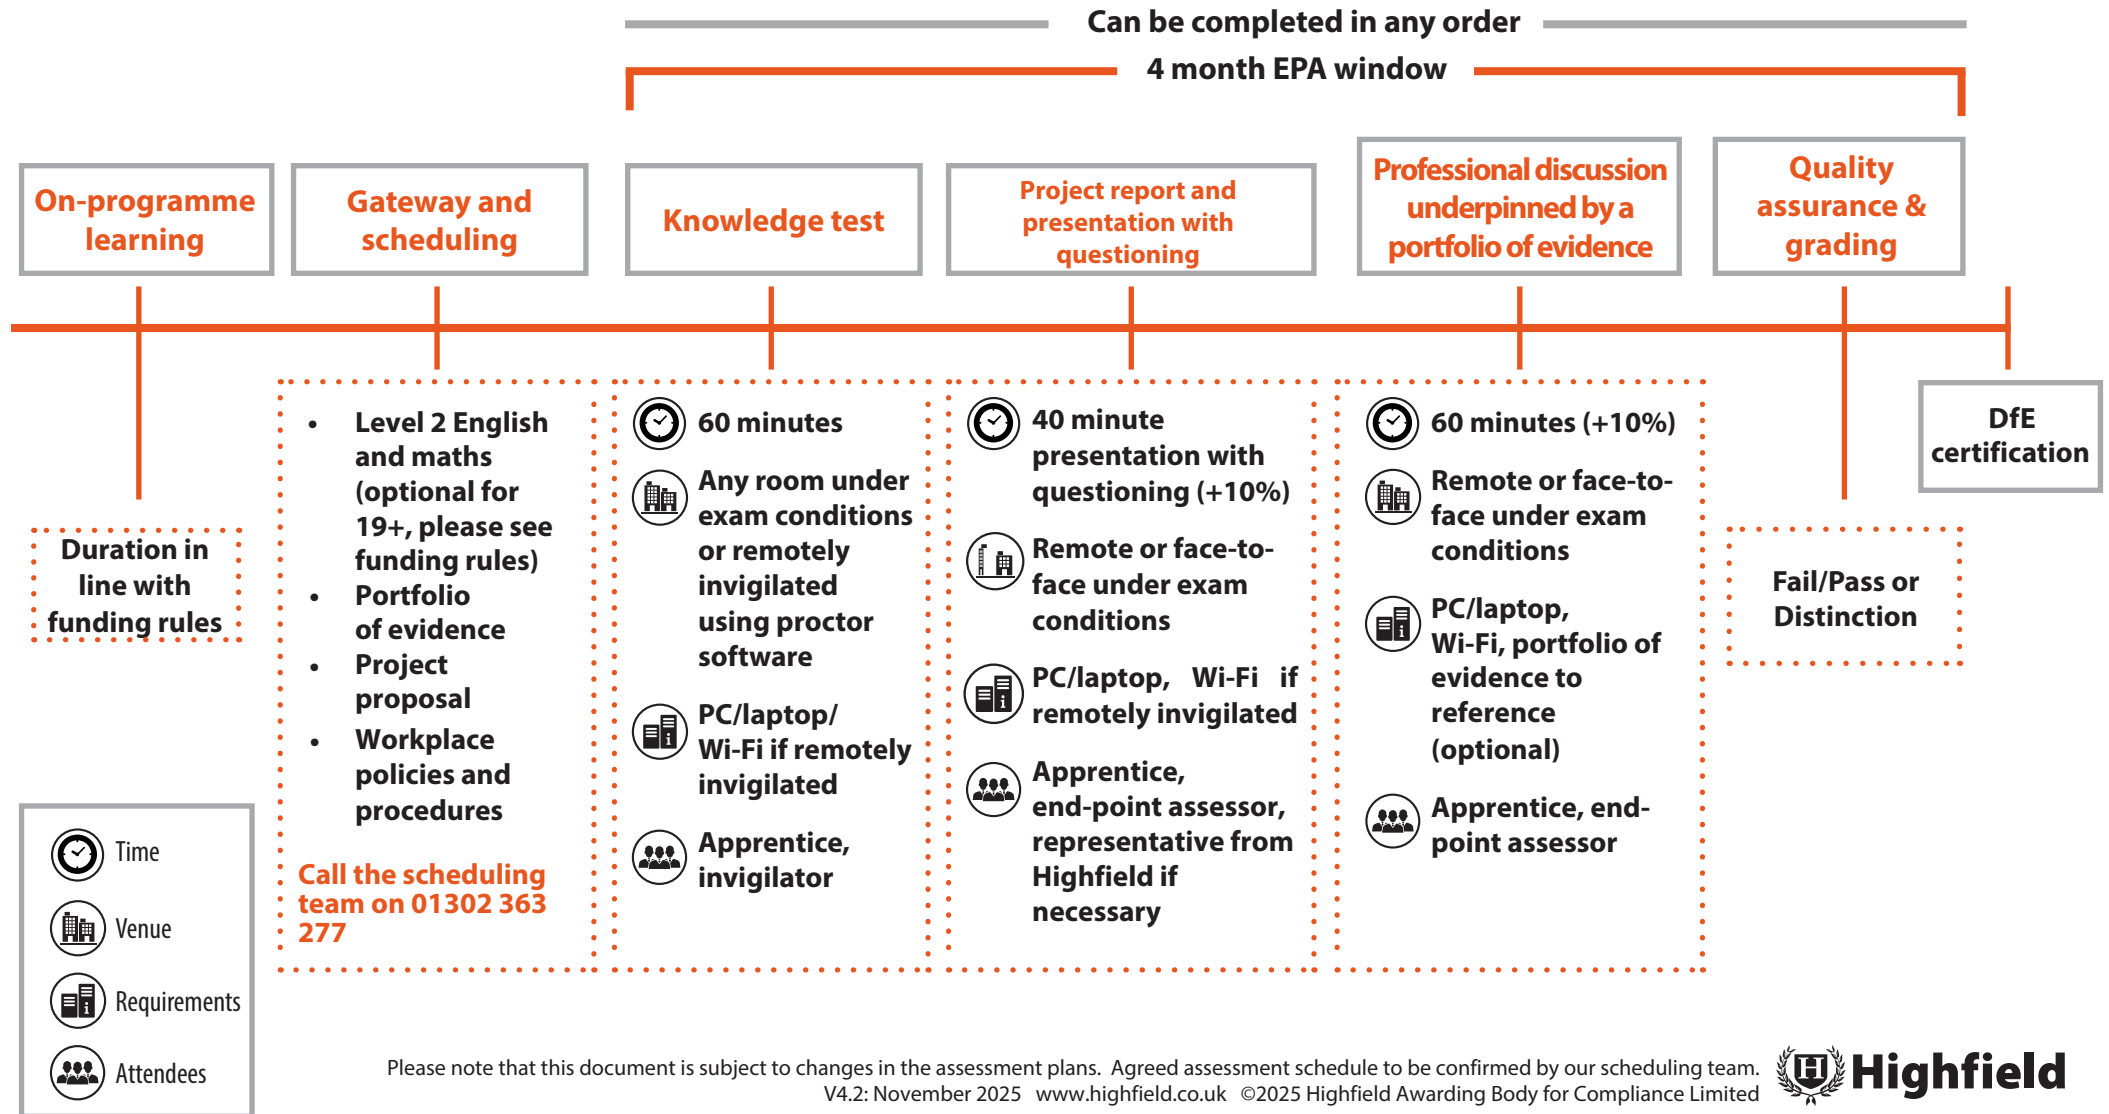 Can be completed in any order
4 month EPA window
On-programme
learning
Gateway and
scheduling
Knowledge test
Project report and
presentation with
questioning
Professional discussion
underpinned by a
portfolio of evidence
Quality
assurance &
grading
Duration in
line with
funding rules
• Level 2 English
and maths
(optional for
19+, please see
funding rules)
• Portfolio
of evidence
• Project
proposal
• Workplace
policies and
procedures
Call the scheduling
team on 01302 363
277
60 minutes
Any room under
exam conditions
or remotely
invigilated
using proctor
software
PC/laptop/
Wi-Fi if remotely
invigilated
Apprentice,
invigilator
40 minute
presentation with
questioning (+10%)
Remote or face-to-
face under exam
conditions
PC/laptop, Wi-Fi if
remotely invigilated
Apprentice,
end-point assessor,
representative from
Highfield if
necessary
60 minutes (+10%)
Remote or face-to-
face under exam
conditions
PC/laptop,
Wi-Fi, portfolio of
evidence to
reference
(optional)
Apprentice, end-
point assessor
Fail/Pass or
Distinction
DfE
certification
Time
Venue
Requirements
Attendees
Please note that this document is subject to changes in the assessment plans. Agreed assessment schedule to be confirmed by our scheduling team.
V4.2: November 2025 www.highfield.co.uk ©2025 Highfield Awarding Body for Compliance Limited
H Highfield